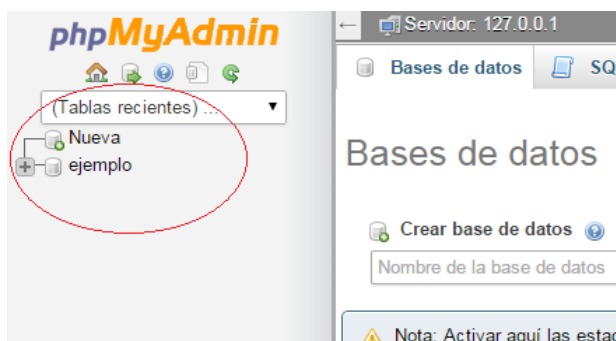 phpMyAdmin
(Tablas recientes) ...
Nueva
ejemplo
Servidor: 127.0.0.1
Bases de datos
SQ
Bases de datos
Crear base de datos
Nombre de la base de datos
Nota: Activar aquí las estad